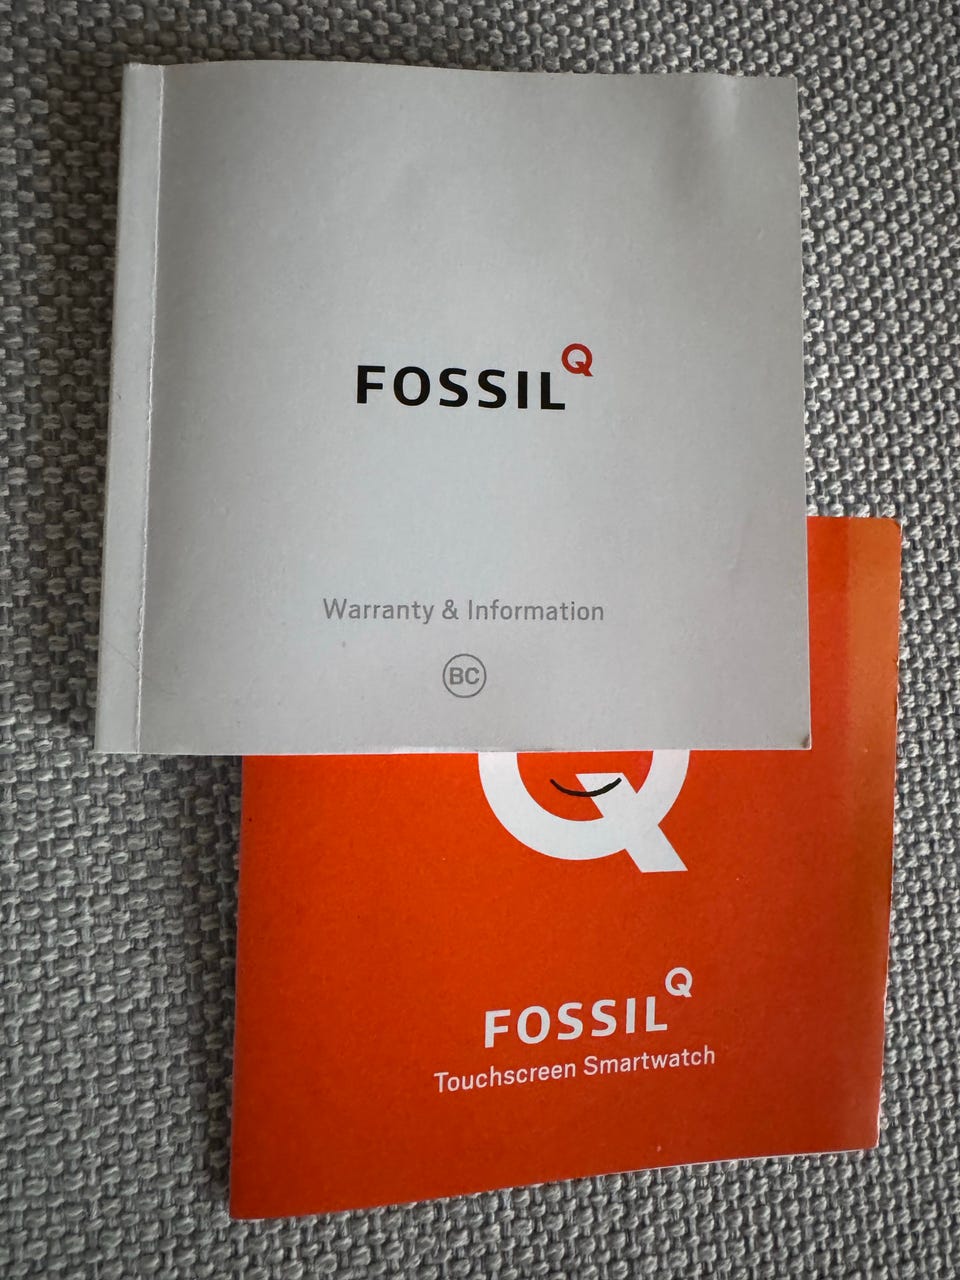 FOSSIL Q
Warranty & Information
BC
Q
FOSSIL Q
Touchscreen Smartwatch